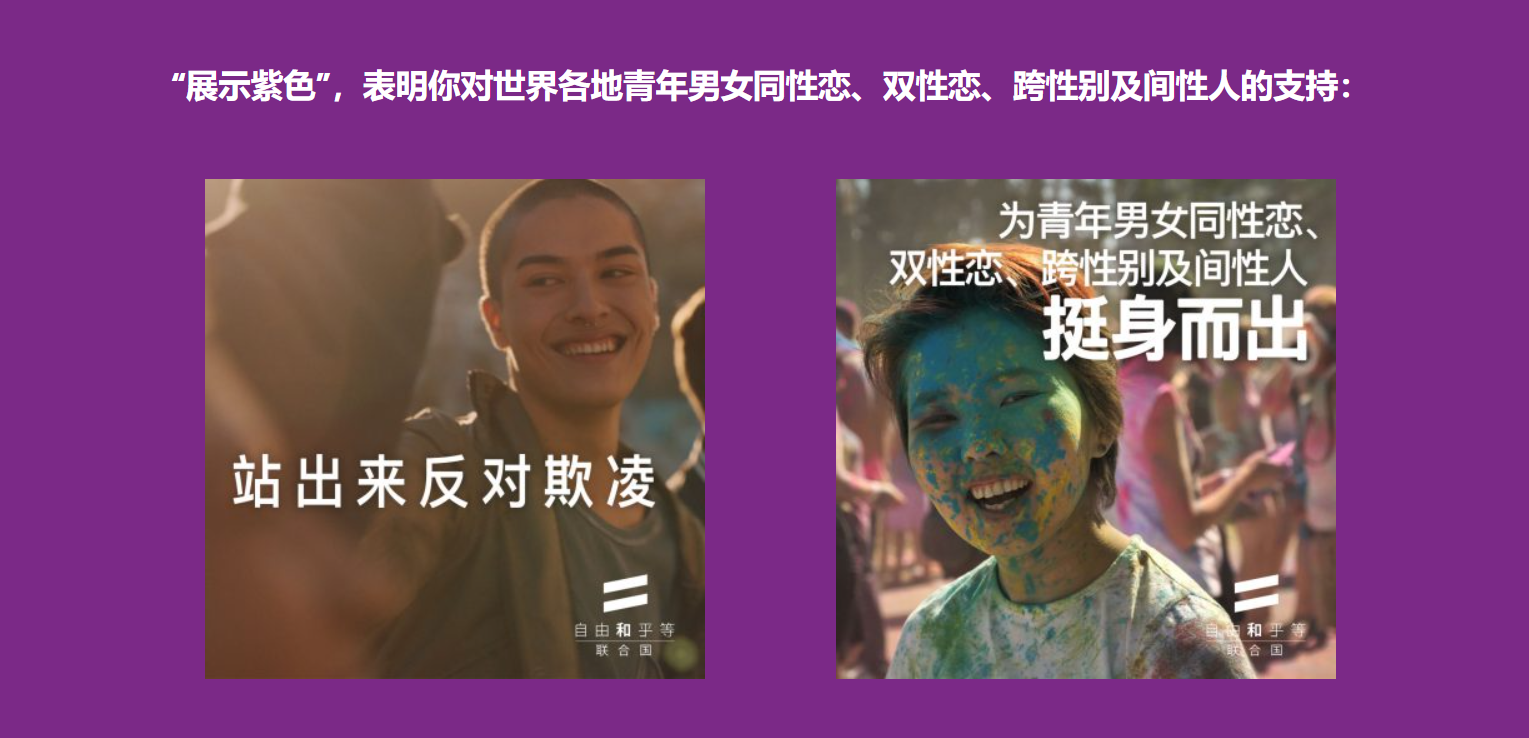 “展示紫色”，表明你对世界各地青年男女同性恋、双性恋、跨性别及间性人的支持：
站出来反对欺凌
自由和乎等
联合国
为青年男女同性恋、
双性恋、跨性别及间性人
挺身而出
自由和乎等
联合国